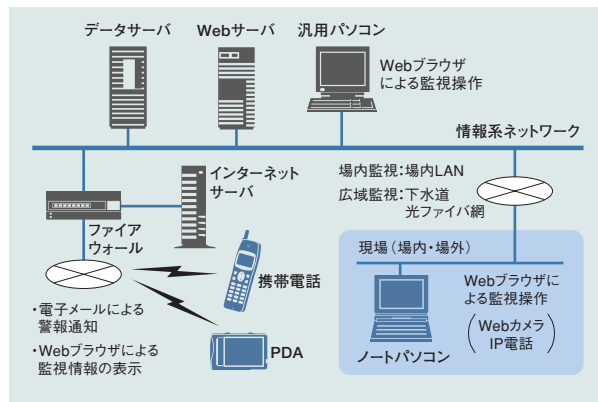 データサーバ
Webサーバ
汎用パソコン
Webブラウザ
による監視操作
情報系ネットワーク
インターネット
サーバ
場内監視：場内LAN
広域監視：下水道
光ファイバ網
ファイア
ウォール
携帯電話
現場（場内・場外）
・電子メールによる
警報通知
・Webブラウザによる
監視情報の表示
PDA
Webブラウザに
よる監視操作
（Webカメラ
IP電話）
ノートパソコン